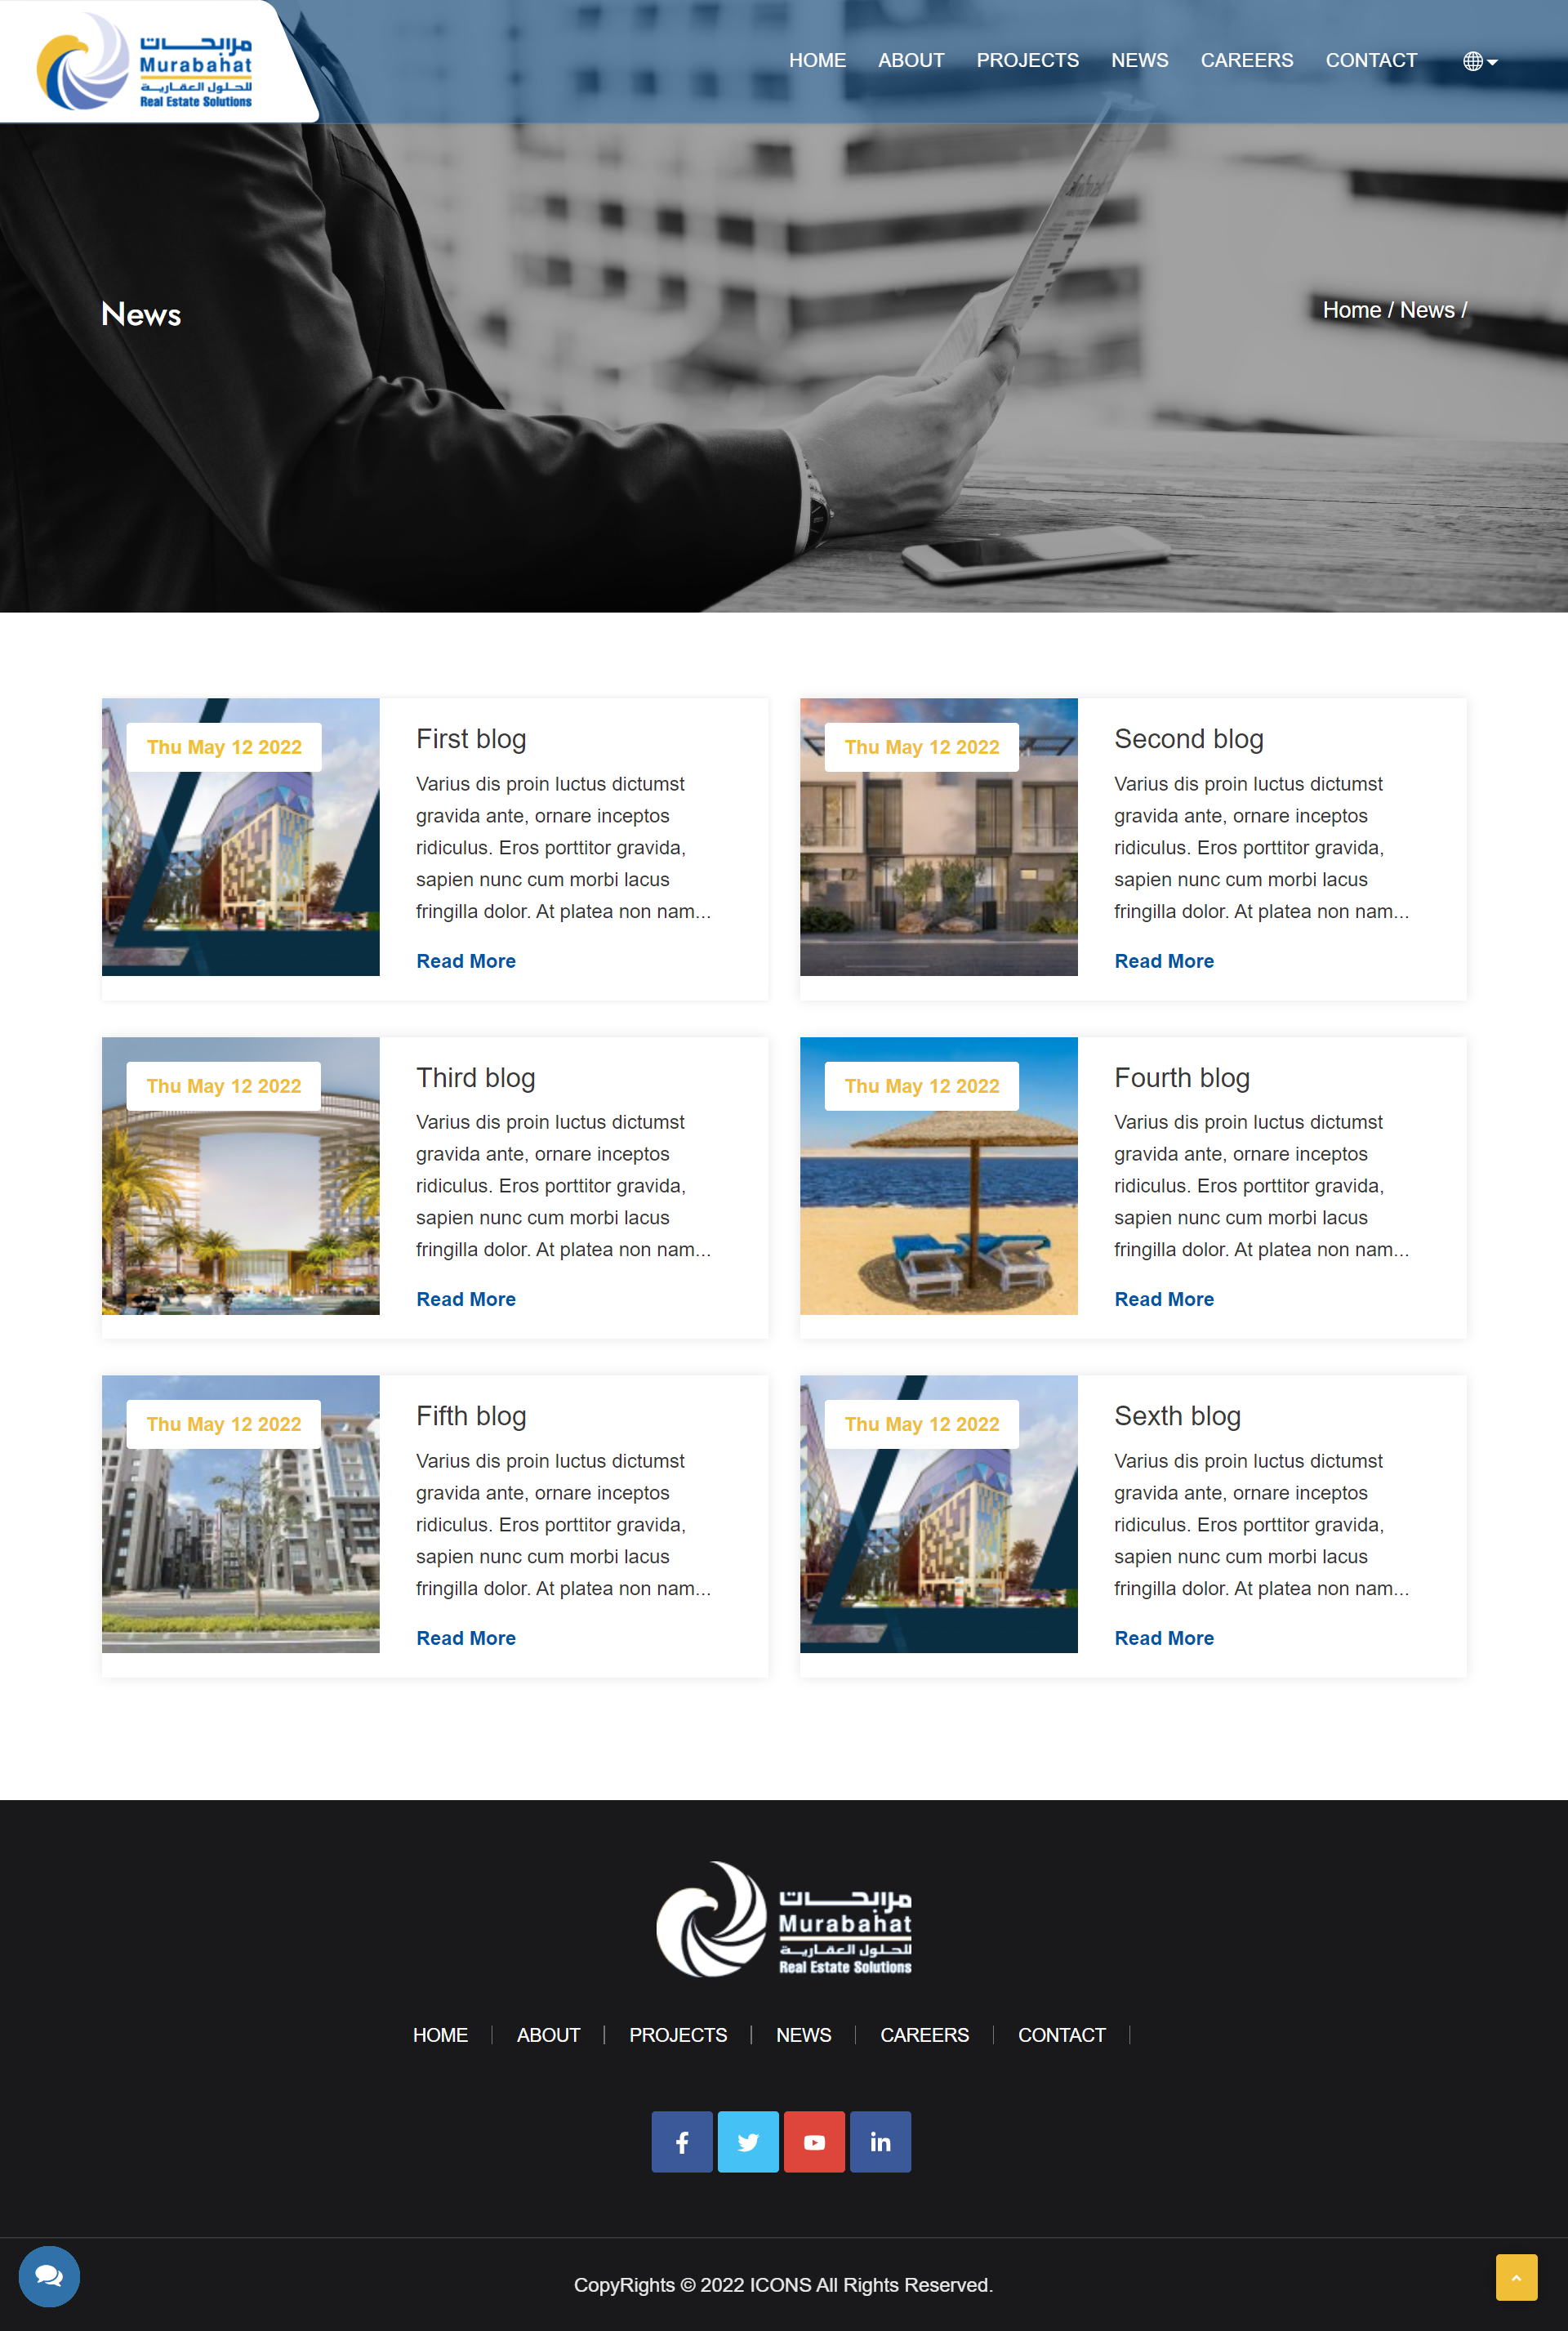 مرابحات
Murabahat
للحلول العقارية
Real Estate Solutions
HOME ABOUT PROJECTS NEWS CAREERS CONTACT
News
Home / News /
Thu May 12 2022
First blog
Varius dis proin luctus dictumst
gravida ante, ornare inceptos
ridiculus. Eros porttitor gravida,
sapien nunc cum morbi lacus
fringilla dolor. At platea non nam...
Read More
Thu May 12 2022
Second blog
Varius dis proin luctus dictumst
gravida ante, ornare inceptos
ridiculus. Eros porttitor gravida,
sapien nunc cum morbi lacus
fringilla dolor. At platea non nam...
Read More
Thu May 12 2022
Third blog
Varius dis proin luctus dictumst
gravida ante, ornare inceptos
ridiculus. Eros porttitor gravida,
sapien nunc cum morbi lacus
fringilla dolor. At platea non nam...
Read More
Thu May 12 2022
Fourth blog
Varius dis proin luctus dictumst
gravida ante, ornare inceptos
ridiculus. Eros porttitor gravida,
sapien nunc cum morbi lacus
fringilla dolor. At platea non nam...
Read More
Thu May 12 2022
Fifth blog
Varius dis proin luctus dictumst
gravida ante, ornare inceptos
ridiculus. Eros porttitor gravida,
sapien nunc cum morbi lacus
fringilla dolor. At platea non nam...
Read More
Thu May 12 2022
Sexth blog
Varius dis proin luctus dictumst
gravida ante, ornare inceptos
ridiculus. Eros porttitor gravida,
sapien nunc cum morbi lacus
fringilla dolor. At platea non nam...
Read More
مرابحات
Murabahat
للحلول العقارية
Real Estate Solutions
HOME ABOUT PROJECTS NEWS CAREERS CONTACT
CopyRights © 2022 ICONS All Rights Reserved.